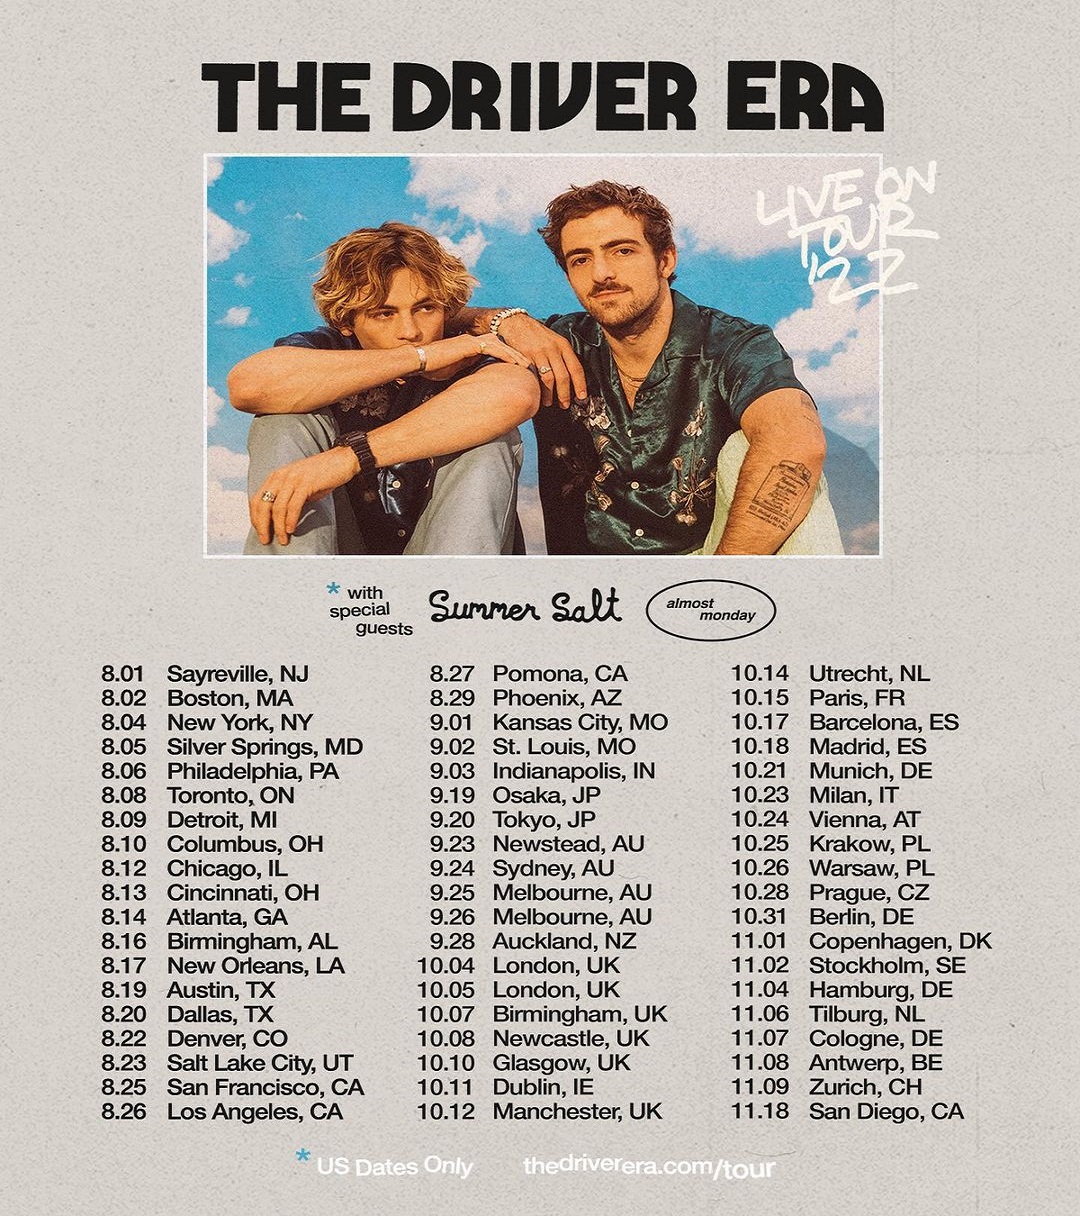 THE DRIVER ERA
LIVE ON
TOUR
'22
* with
special
guests
Summer Salt
almost
monday
8.01 Sayreville, NJ
8.02 Boston, MA
8.04 New York, NY
8.05 Silver Springs, MD
8.06 Philadelphia, PA
8.08 Toronto, ON
8.09 Detroit, MI
8.10 Columbus, OH
8.12 Chicago, IL
8.13 Cincinnati, OH
8.14 Atlanta, GA
8.16 Birmingham, AL
8.17 New Orleans, LA
8.19 Austin, TX
8.20 Dallas, TX
8.22 Denver, CO
8.23 Salt Lake City, UT
8.25 San Francisco, CA
8.26 Los Angeles, CA
8.27 Pomona, CA
8.29 Phoenix, AZ
9.01 Kansas City, MO
9.02 St. Louis, MO
9.03 Indianapolis, IN
9.19 Osaka, JP
9.20 Tokyo, JP
9.23 Newstead, AU
9.24 Sydney, AU
9.25 Melbourne, AU
9.26 Melbourne, AU
9.28 Auckland, NZ
10.04 London, UK
10.05 London, UK
10.07 Birmingham, UK
10.08 Newcastle, UK
10.10 Glasgow, UK
10.11 Dublin, IE
10.12 Manchester, UK
10.14 Utrecht, NL
10.15 Paris, FR
10.17 Barcelona, ES
10.18 Madrid, ES
10.21 Munich, DE
10.23 Milan, IT
10.24 Vienna, AT
10.25 Krakow, PL
10.26 Warsaw, PL
10.28 Prague, CZ
10.31 Berlin, DE
11.01 Copenhagen, DK
11.02 Stockholm, SE
11.04 Hamburg, DE
11.06 Tilburg, NL
11.07 Cologne, DE
11.08 Antwerp, BE
11.09 Zurich, CH
11.18 San Diego, CA
* US Dates Only
thedriverera.com/tour